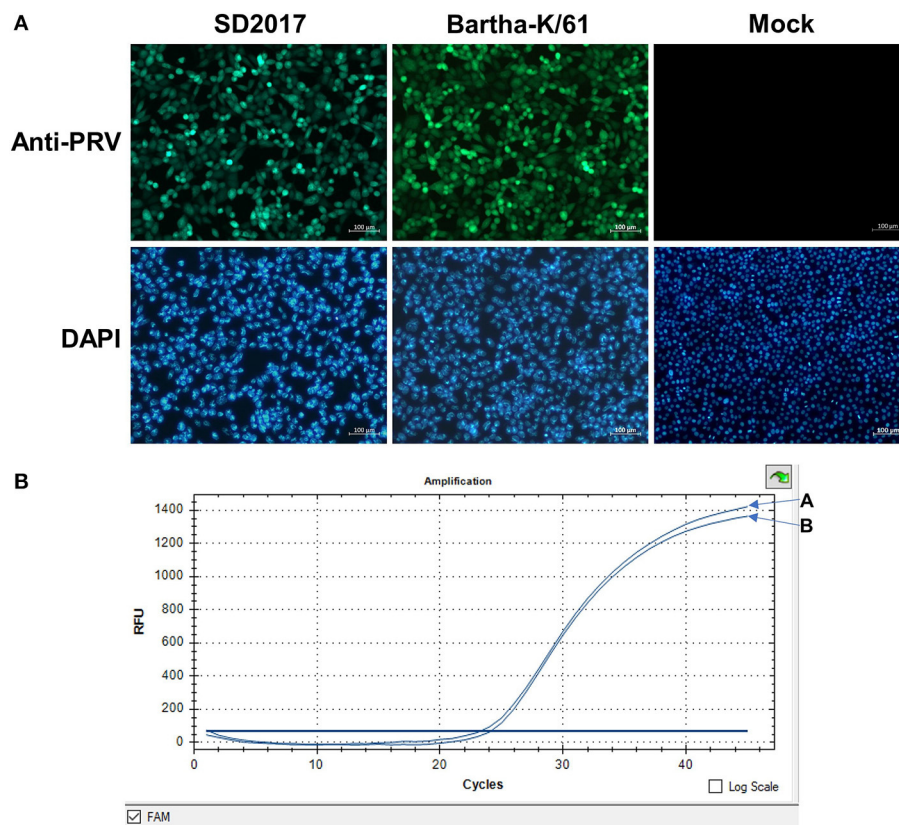 A
SD2017 Bartha-K/61 Mock
Anti-PRV
100 µm 100 µm 100 µm
DAPI
100 µm 100 µm 100 µm
B
Amplification
1400
1200
1000
800
600
400
200
0
RFU
A
B
0 10 20 30 40
Cycles
Log Scale
FAM